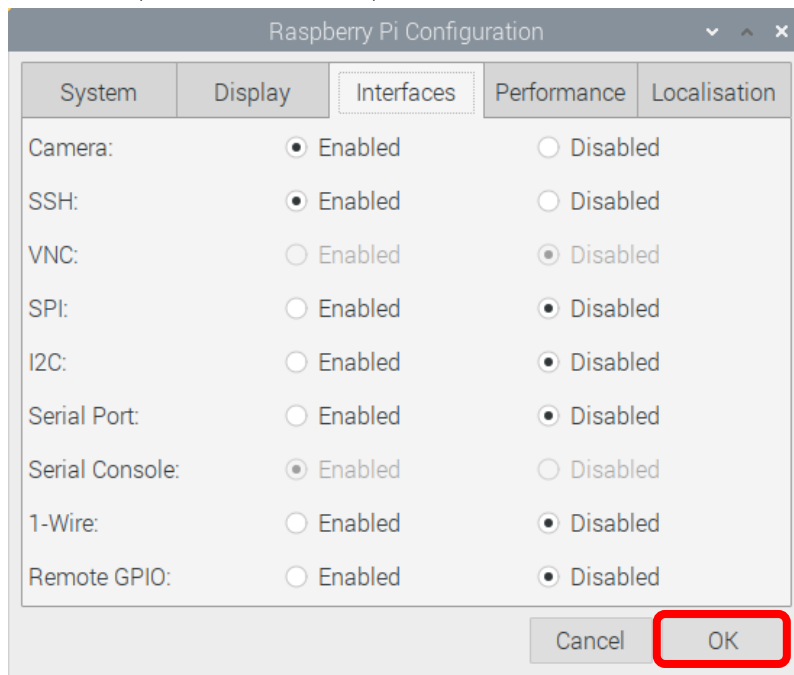 Raspberry Pi Configuration
System Display Interfaces Performance Localisation
Camera: Enabled Disabled
SSH: Enabled Disabled
VNC: Enabled Disabled
SPI: Enabled Disabled
I2C: Enabled Disabled
Serial Port: Enabled Disabled
Serial Console: Enabled Disabled
1-Wire: Enabled Disabled
Remote GPIO: Enabled Disabled
Cancel OK